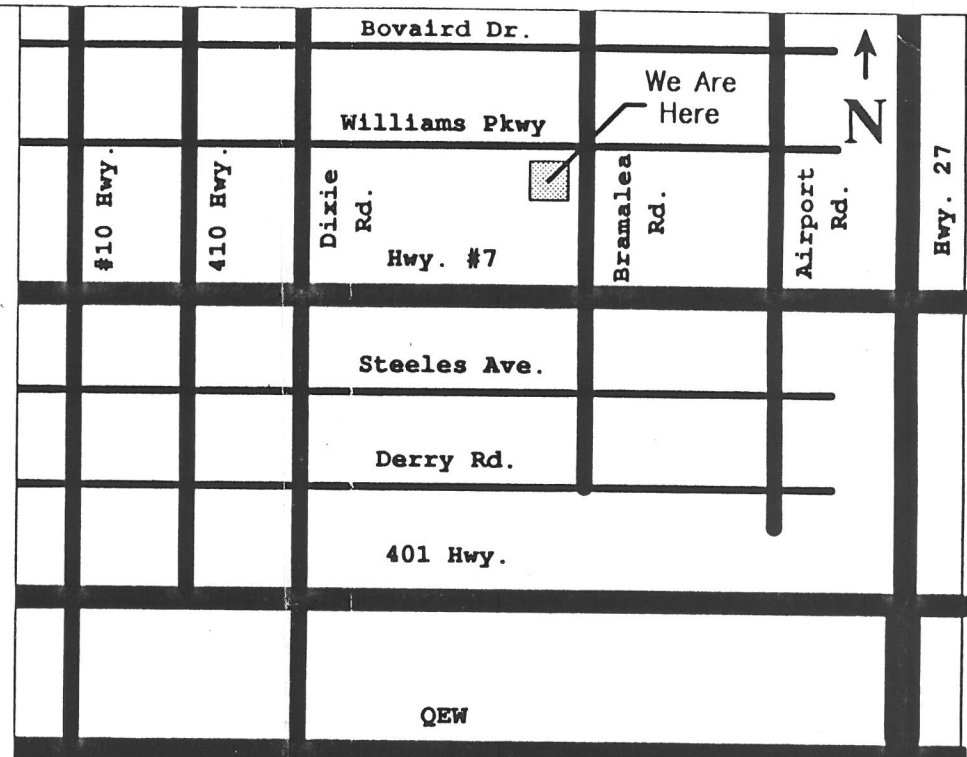 Bovaird Dr.
We Are
Here
N
Williams Pkwy
#10 Hwy.
410 Hwy.
Dixie
Rd.
Bramalea
Rd.
Airport
Rd.
Hwy. 27
Hwy. #7
Steeles Ave.
Derry Rd.
401 Hwy.
QEW